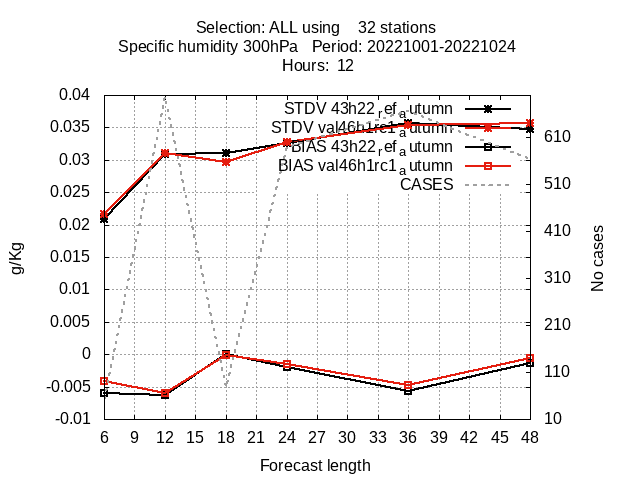 Selection: ALL using 32 stations
Specific humidity 300hPa Period: 20221001-20221024
Hours: 12
STDV 43h22_ref_autumn
STDV val46h1rc1_autumn
BIAS 43h22_ref_autumn
BIAS val46h1rc1_autumn
CASES
0.04
0.035
0.03
0.025
0.02
0.015
0.01
0.005
0
-0.005
-0.01
g/Kg
610
510
410
310
210
110
10
No cases
6 9 12 15 18 21 24 27 30 33 36 39 42 45 48
Forecast length